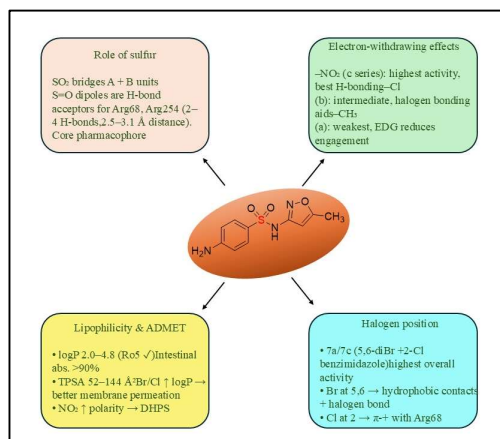 Role of sulfur
SO₂ bridges A + B units
S=O dipoles are H-bond
acceptors for Arg68, Arg254 (2–
4 H-bonds,2.5–3.1 Å distance).
Core pharmacophore
Electron-withdrawing effects
–NO₂ (c series): highest activity,
best H-bonding–Cl
(b): intermediate, halogen bonding
aids–CH₃
(a): weakest, EDG reduces
engagement
O O
S
N O
NH
CH₃
H₂N
Lipophilicity & ADMET
• logP 2.0–4.8 (Ro5 √)Intestinal
abs. >90%
• TPSA 52–144 Å²Br/Cl ↑ logP →
better membrane permeation
• NO₂ ↑ polarity → DHPS
Halogen position
• 7a/7c (5,6-diBr +2-Cl
benzimidazole)highest overall
activity
• Br at 5,6 → hydrophobic contacts
+ halogen bond
• Cl at 2 → π-+ with Arg68